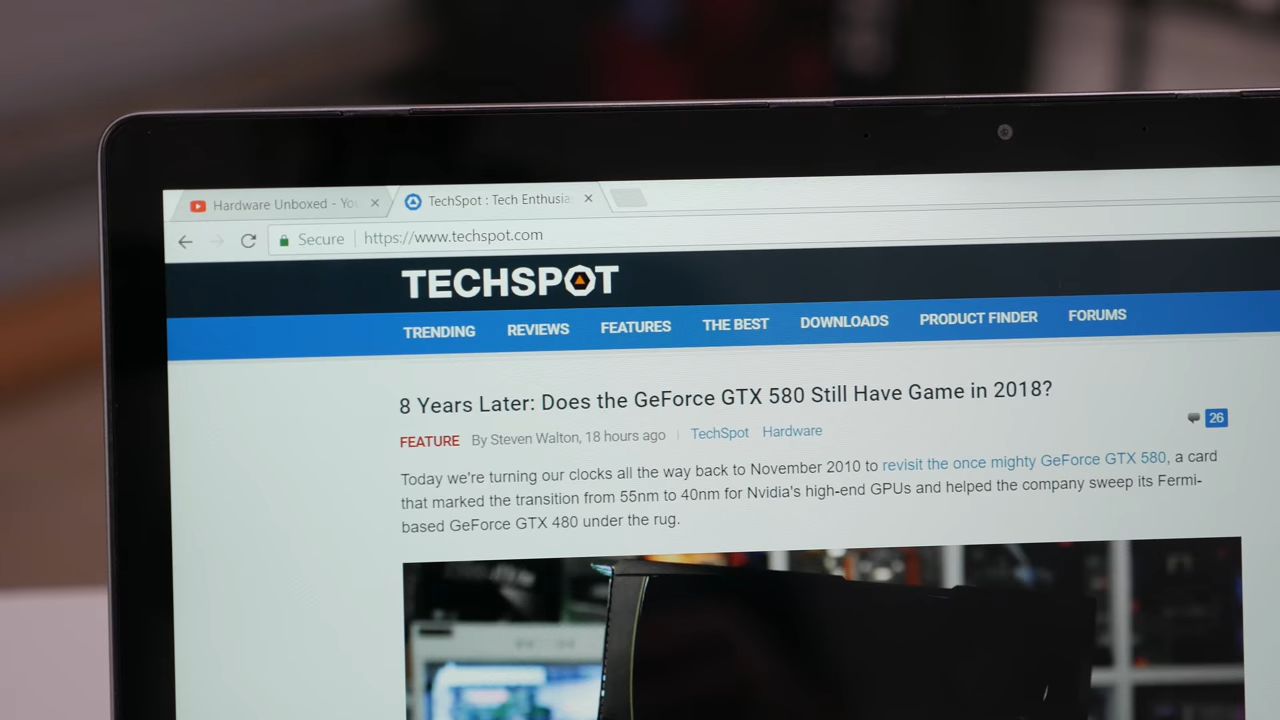 Hardware Unboxed - You
TechSpot : Tech Enthusia
Secure https://www.techspot.com
TECHSPOT
TRENDING REVIEWS FEATURES THE BEST DOWNLOADS PRODUCT FINDER FORUMS
8 Years Later: Does the GeForce GTX 580 Still Have Game in 2018?
FEATURE By Steven Walton, 18 hours ago TechSpot Hardware 26
Today we're turning our clocks all the way back to November 2010 to revisit the once mighty GeForce GTX 580, a card
that marked the transition from 55nm to 40nm for Nvidia's high-end GPUs and helped the company sweep its Fermi-
based GeForce GTX 480 under the rug.